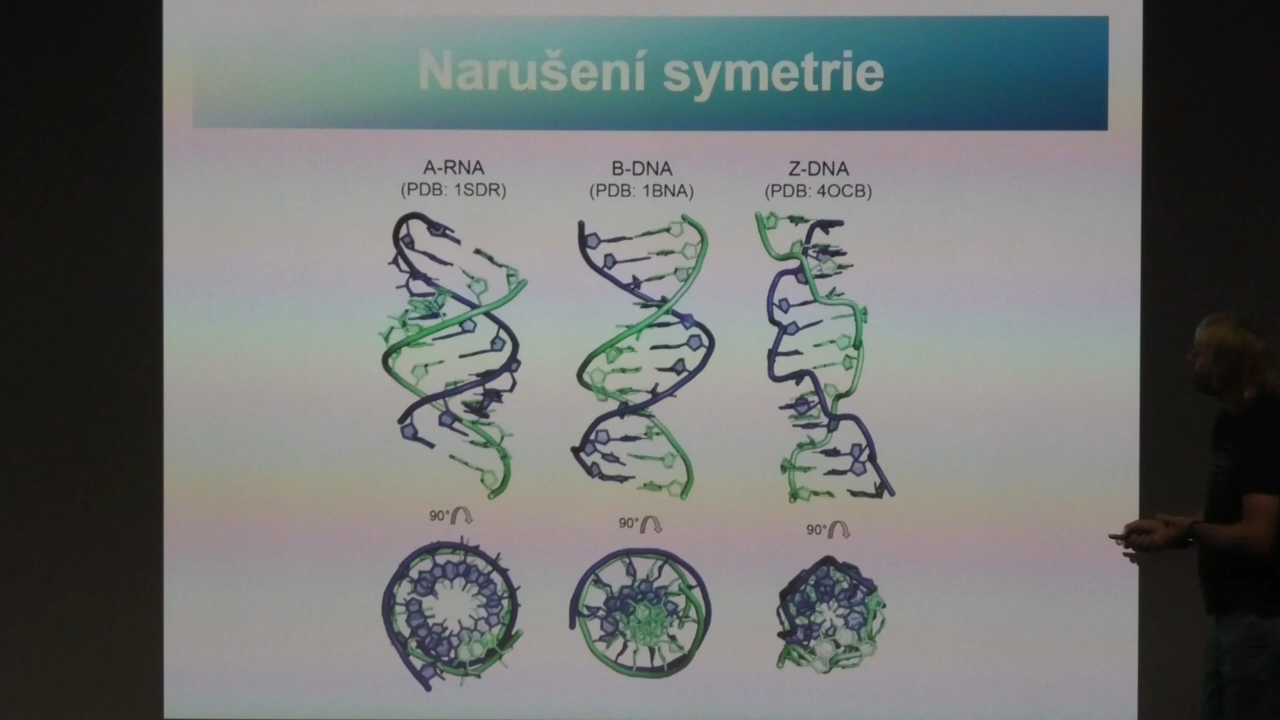 Narušení symetrie
A-RNA
(PDB: 1SDR)
B-DNA
(PDB: 1BNA)
Z-DNA
(PDB: 4OCB)
90°
90°
90°